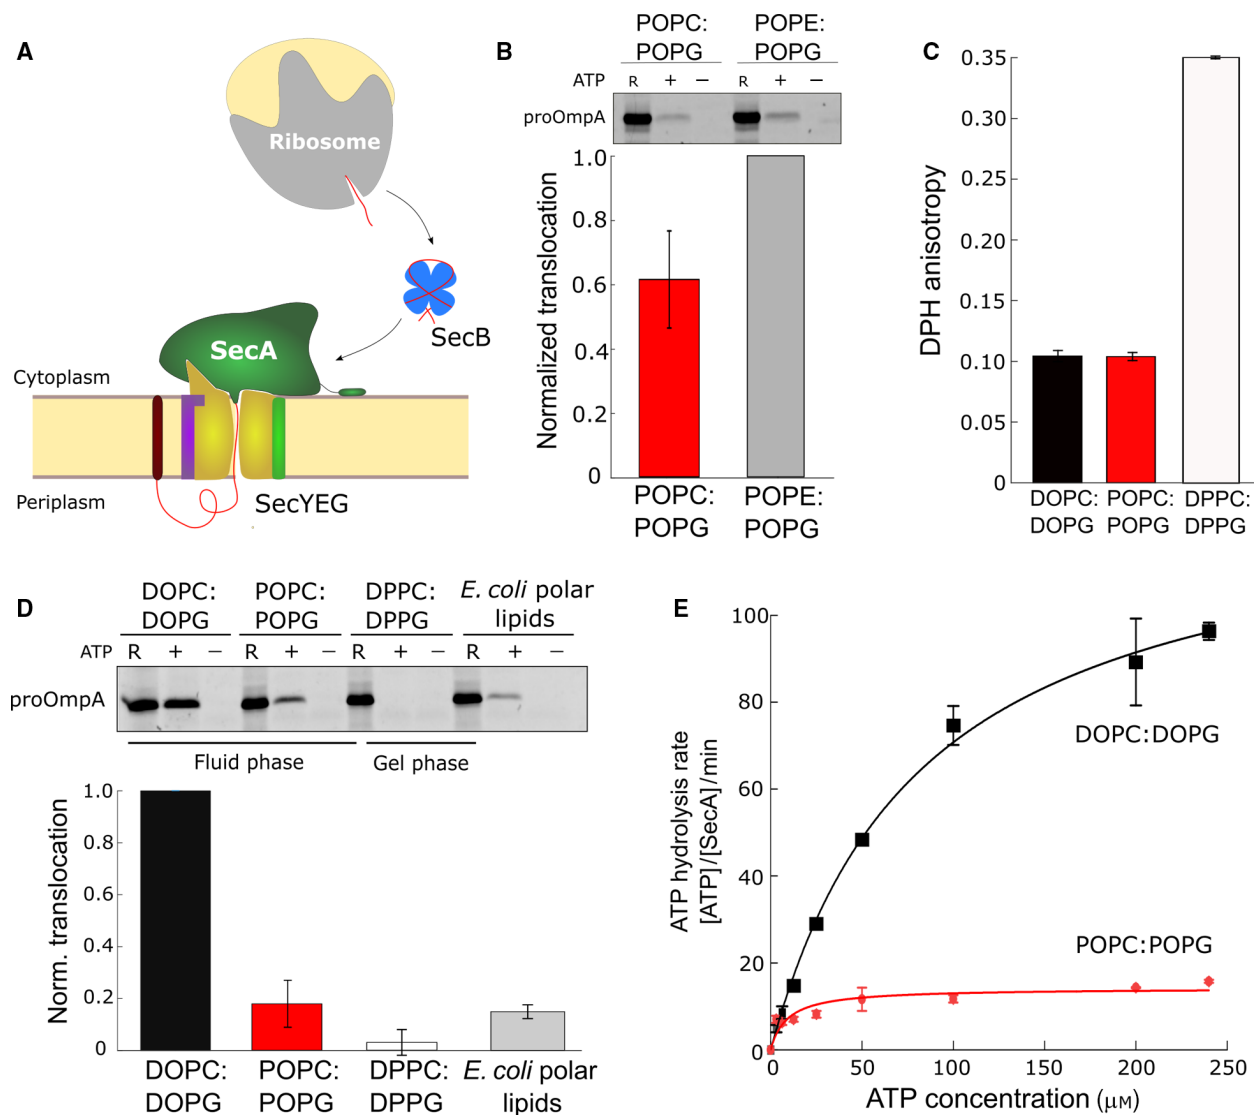 A
Ribosome
SecB
SecA
Cytoplasm
Periplasm
SecYEG
B
POPC: POPE:
POPG POPG
ATP R + − R + −
proOmpA
Normalized translocation
1.0
0.8
0.6
0.4
0.2
0
POPC: POPE:
POPG POPG
C
DPH anisotropy
0.35
0.30
0.25
0.20
0.15
0.10
0.05
0
DOPC: POPC: DPPC:
DOPG POPG DPPG
D
DOPC: POPC: DPPC: E. coli polar
DOPG POPG DPPG lipids
ATP R + − R + − R + − R + −
proOmpA
Fluid phase Gel phase
Norm. translocation
1.0
0.8
0.6
0.4
0.2
0
DOPC: POPC: DPPC: E. coli polar
DOPG POPG DPPG lipids
E
ATP hydrolysis rate
[ATP]/[SecA]/min
100
80
60
40
20
0
DOPC:DOPG
POPC:POPG
0 50 100 150 200 250
ATP concentration (μM)